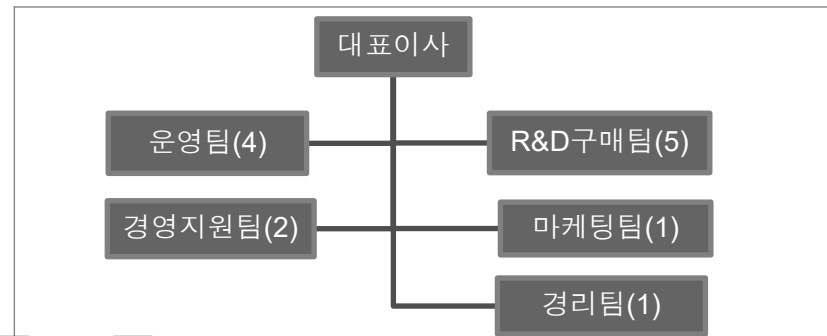 대표이사
운영팀(4)
R&D구매팀(5)
경영지원팀(2)
마케팅팀(1)
경리팀(1)